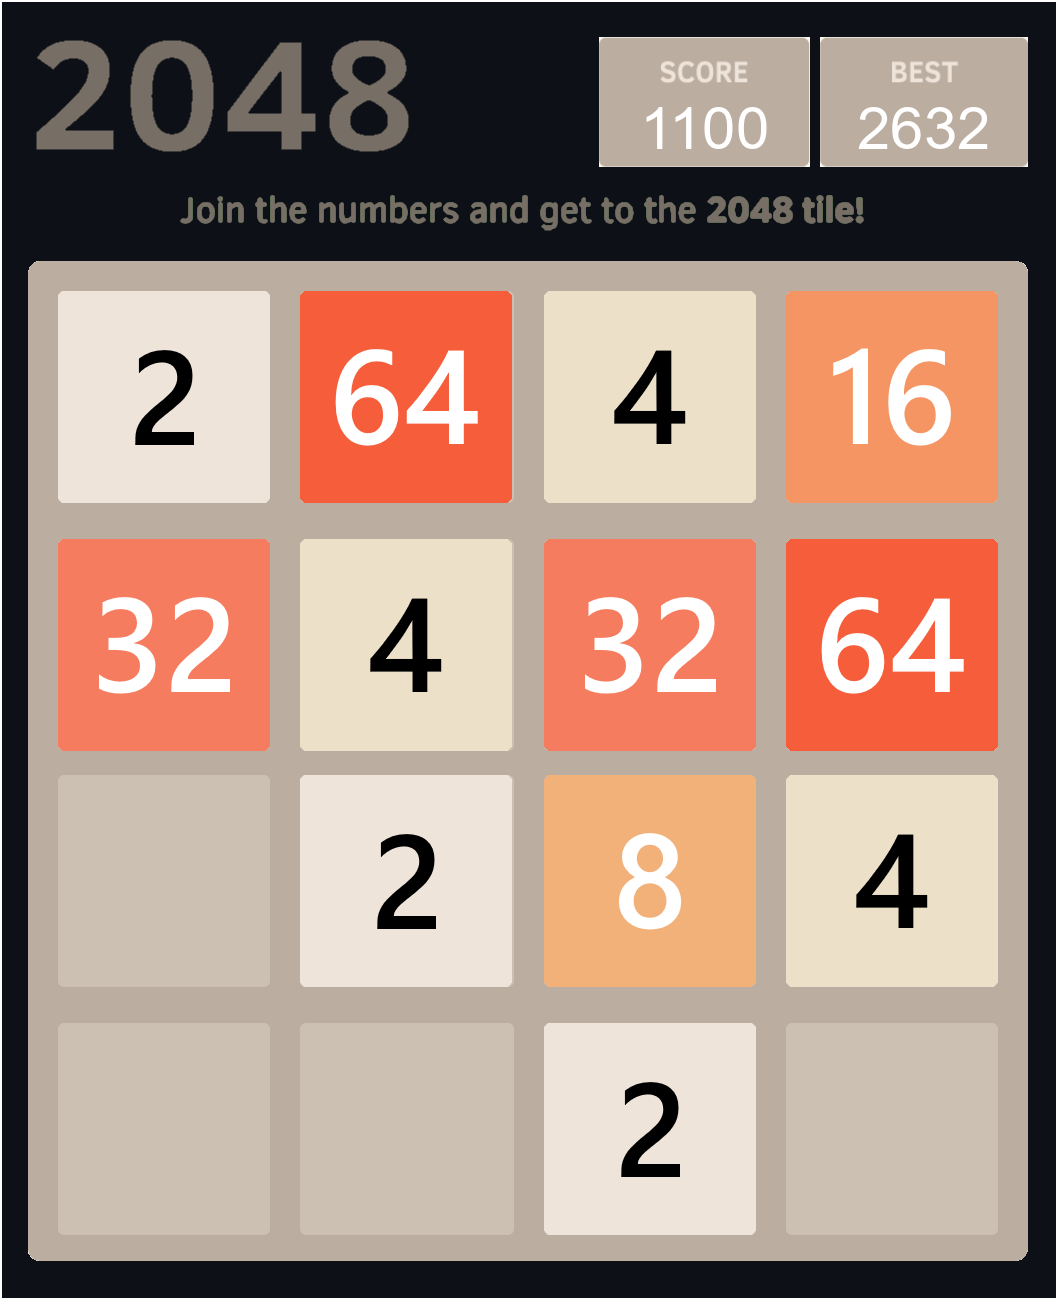 2048
SCORE BEST
1100 2632
Join the numbers and get to the 2048 tile!
2 64 4 16
32 4 32 64
2 8 4
2